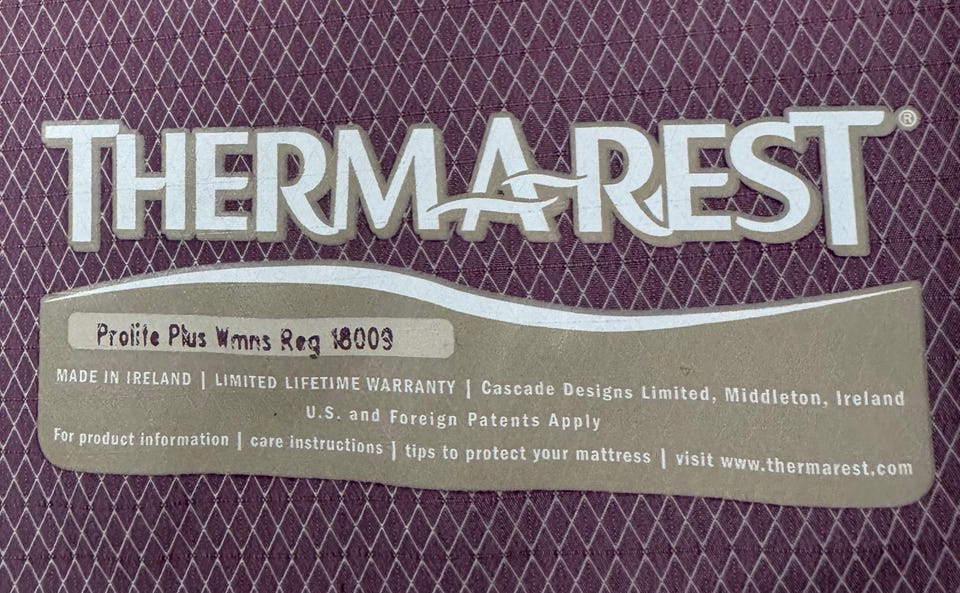 THERMAREST®
Prolite Plus Wmns Reg 18009
MADE IN IRELAND | LIMITED LIFETIME WARRANTY | Cascade Designs Limited, Middleton, Ireland
U.S. and Foreign Patents Apply
For product information | care instructions | tips to protect your mattress | visit www.thermarest.com